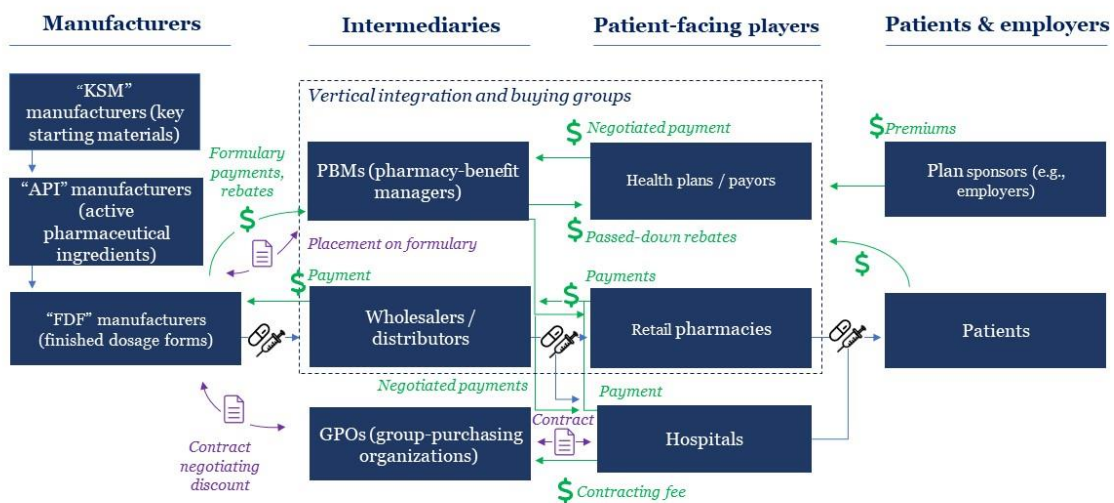 Manufacturers
Intermediaries
Patient-facing players
Patients & employers
"KSM"
manufacturers (key
starting materials)
"API" manufacturers
(active
pharmaceutical
ingredients)
"FDF" manufacturers
(finished dosage forms)
Formulary
payments,
rebates
$
Contract
negotiating
discount
Vertical integration and buying groups
PBMs (pharmacy-benefit
managers)
Placement on formulary
$ Payment
Wholesalers /
distributors
Negotiated payments
GPOs (group-purchasing
organizations)
$ Negotiated payment
Health plans / payors
$ Passed-down rebates
$ Payments
Retail pharmacies
Payment
Contract
Hospitals
$ Contracting fee
$ Premiums
Plan sponsors (e.g.,
employers)
$
Patients